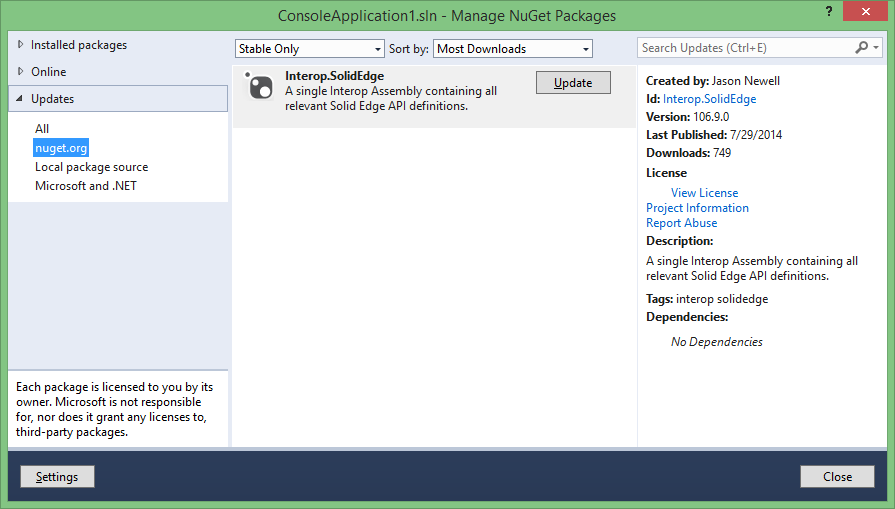 ConsoleApplication1.sln - Manage NuGet Packages
?
Installed packages
Online
Updates
All
nuget.org
Local package source
Microsoft and .NET
Each package is licensed to you by its
owner. Microsoft is not responsible
for, nor does it grant any licenses to,
third-party packages.
Stable Only
Sort by:
Most Downloads
Interop.SolidEdge
A single Interop Assembly containing all
relevant Solid Edge API definitions.
Update
Search Updates (Ctrl+E)
Created by: Jason Newell
Id: Interop.SolidEdge
Version: 106.9.0
Last Published: 7/29/2014
Downloads: 749
License
View License
Project Information
Report Abuse
Description:
A single Interop Assembly containing all
relevant Solid Edge API definitions.
Tags: interop solidedge
Dependencies:
No Dependencies
Settings
Close